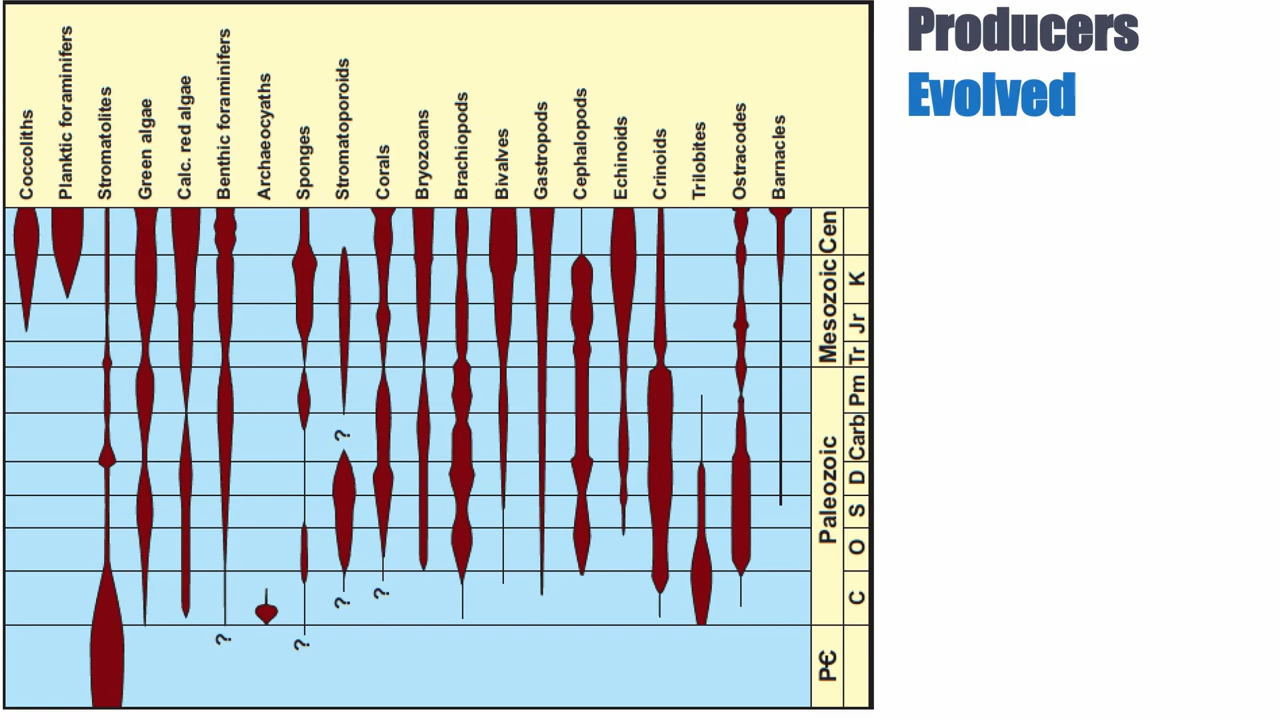 Producers
Evolved
Coccoliths
Planktic foraminifers
Stromatolites
Green algae
Calc. red algae
Benthic foraminifers
Archaeocyaths
Sponges
Stromatoporoids
Corals
Bryozoans
Brachiopods
Bivalves
Gastropods
Cephalopods
Echinoids
Crinoids
Trilobites
Ostracodes
Barnacles
Cen
Mesozoic
K
Jr
Tr
Paleozoic
Pm
Carb
D
S
O
C
PЄ
?
?
?
?
?